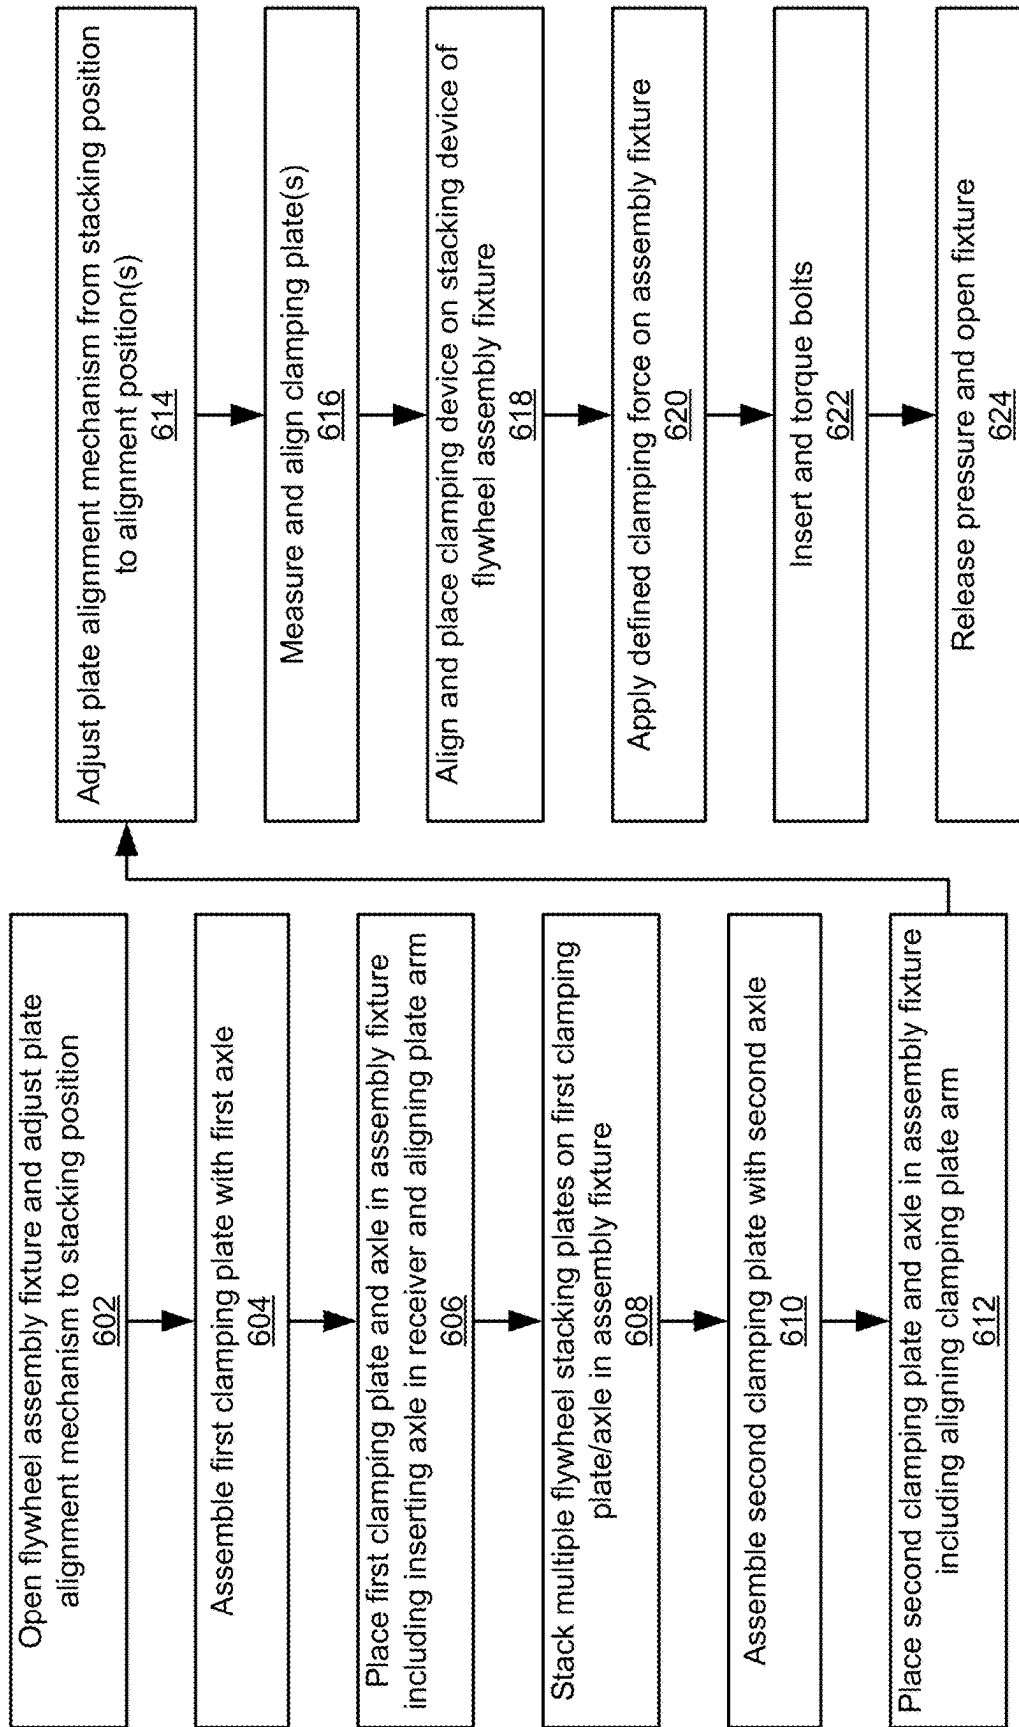 Open flywheel assembly fixture and adjust plate
alignment mechanism to stacking position
602
Assemble first clamping plate with first axle
604
Place first clamping plate and axle in assembly fixture
including inserting axle in receiver and aligning plate arm
606
Stack multiple flywheel stacking plates on first clamping
plate/axle in assembly fixture
608
Assemble second clamping plate with second axle
610
Place second clamping plate and axle in assembly fixture
including aligning clamping plate arm
612
Adjust plate alignment mechanism from stacking position
to alignment position(s)
614
Measure and align clamping plate(s)
616
Align and place clamping device on stacking device of
flywheel assembly fixture
618
Apply defined clamping force on assembly fixture
620
Insert and torque bolts
622
Release pressure and open fixture
624